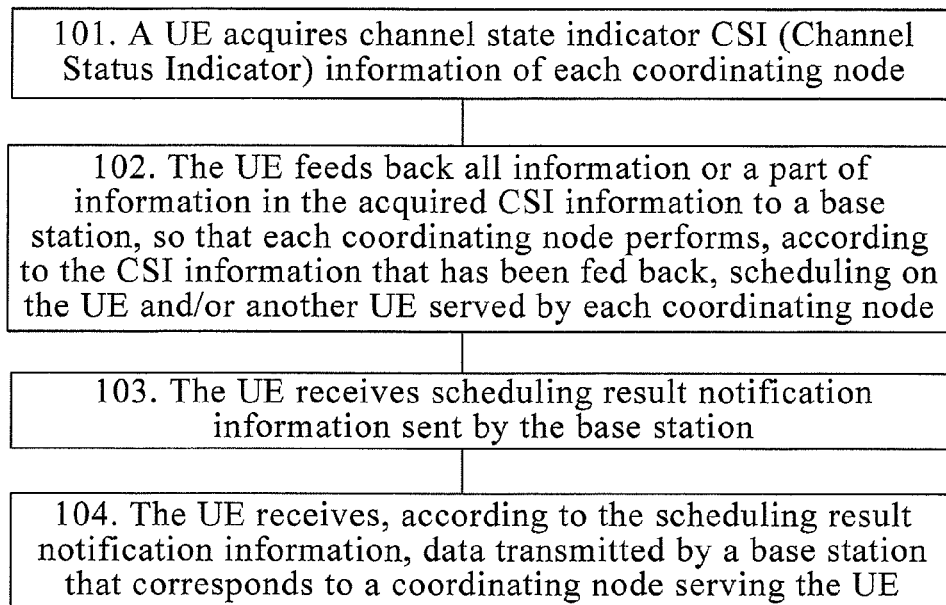 101. A UE acquires channel state indicator CSI (Channel
Status Indicator) information of each coordinating node
102. The UE feeds back all information or a part of
information in the acquired CSI information to a base
station, so that each coordinating node performs, according
to the CSI information that has been fed back, scheduling on
the UE and/or another UE served by each coordinating node
103. The UE receives scheduling result notification
information sent by the base station
104. The UE receives, according to the scheduling result
notification information, data transmitted by a base station
that corresponds to a coordinating node serving the UE